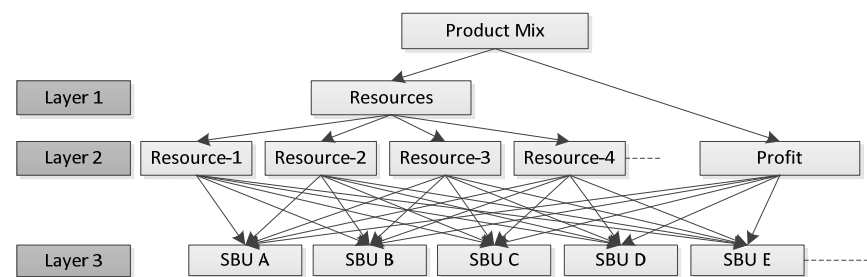 Product Mix
Layer 1
Resources
Layer 2
Resource-1
Resource-2
Resource-3
Resource-4
Profit
Layer 3
SBU A
SBU B
SBU C
SBU D
SBU E